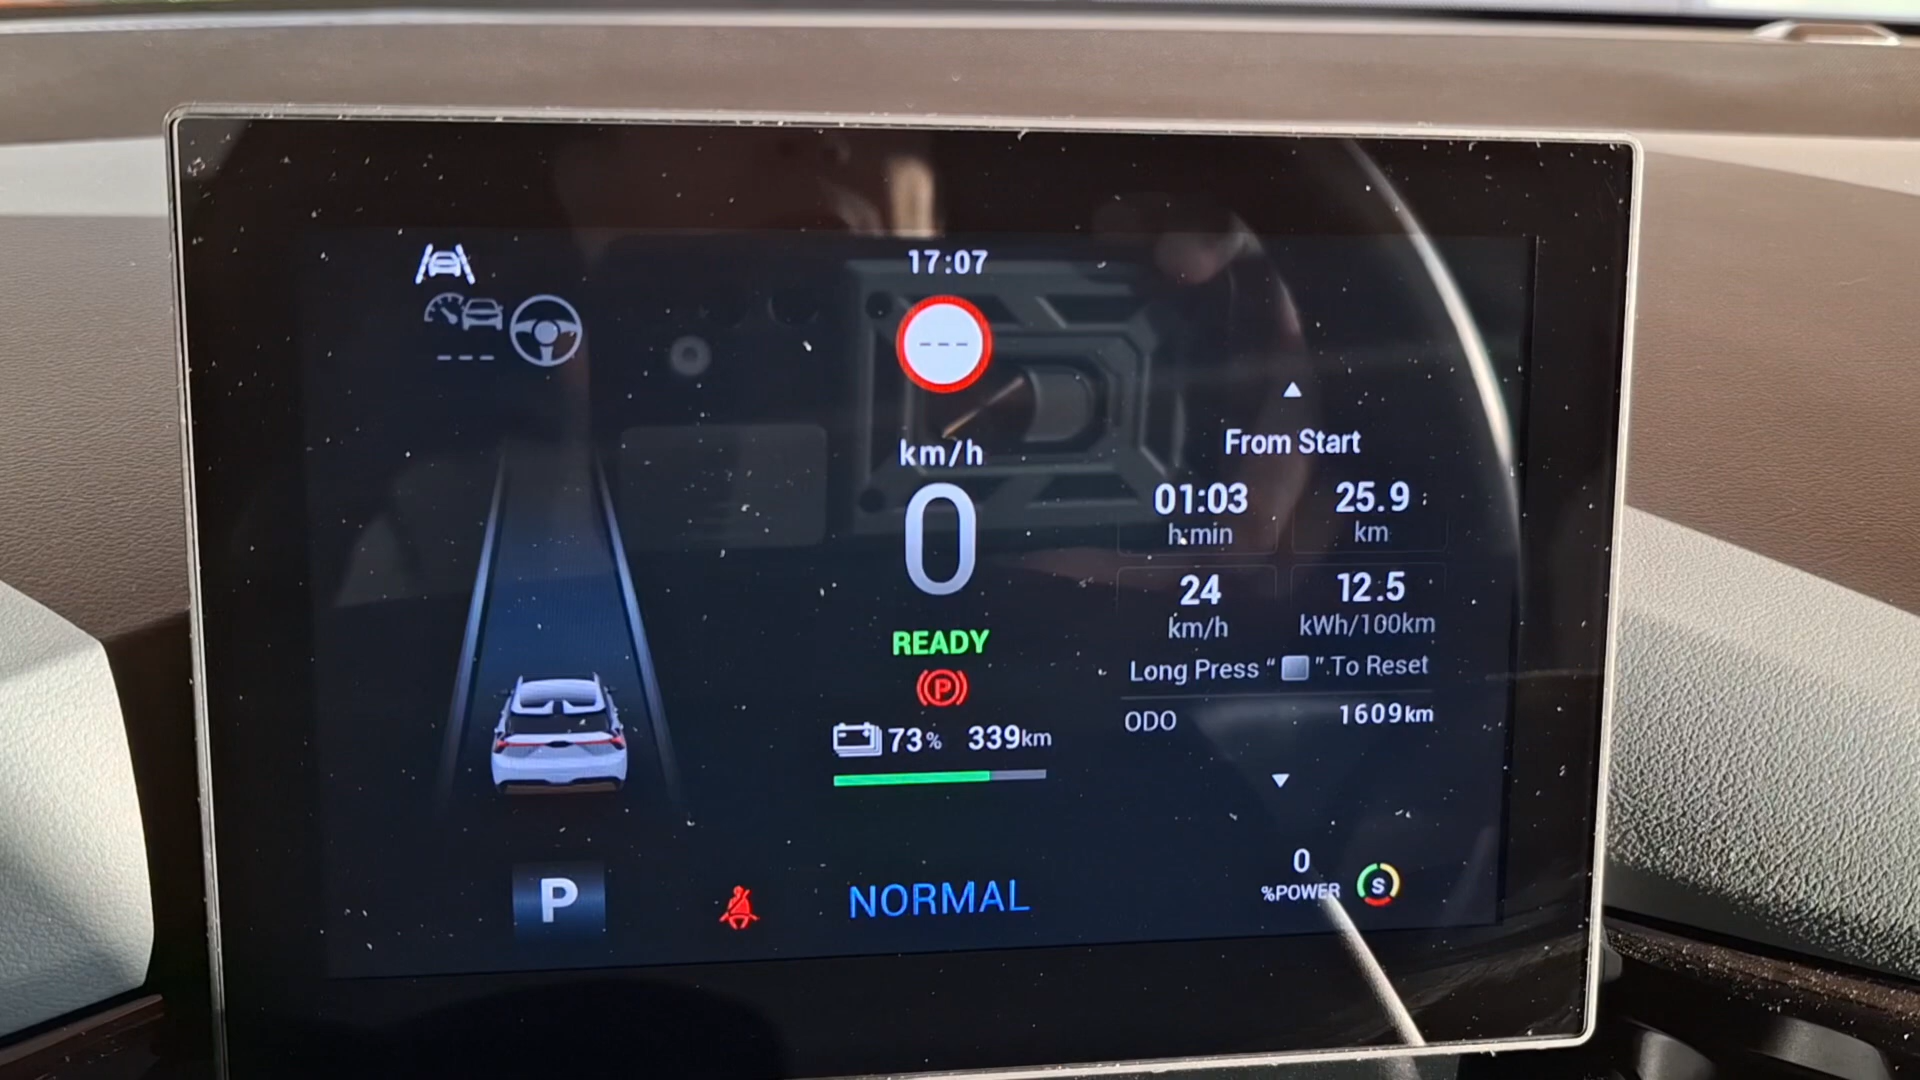 17:07
---
---
km/h
0
READY
(P)
73% 339km
From Start
01:03 25.9
h:min km
24 12.5
km/h kWh/100km
Long Press “ ” To Reset
ODO 1609km
P
NORMAL
0
%POWER
S